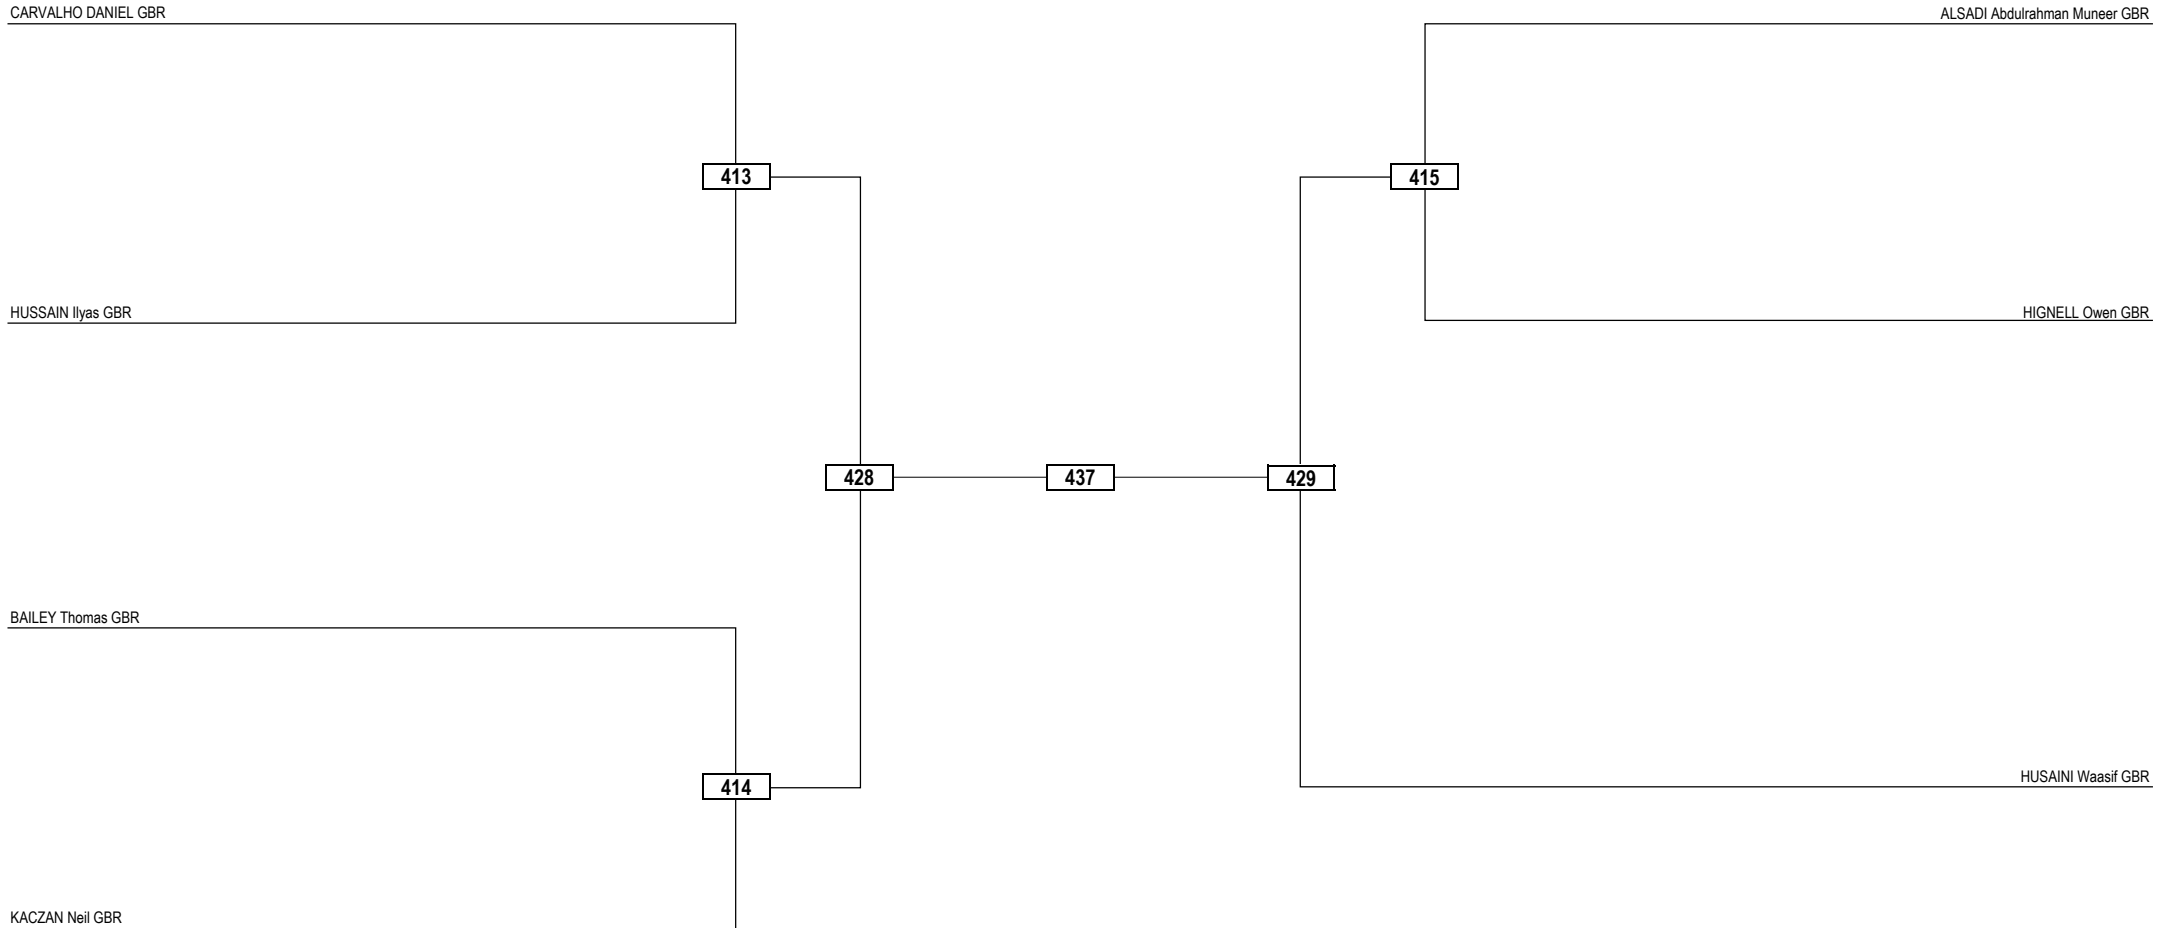 CARVALHO DANIEL GBR
ALSADI Abdulrahman Muneer GBR
413
415
HUSSAIN Ilyas GBR
HIGNELL Owen GBR
428
437
429
BAILEY Thomas GBR
HUSAINI Waasif GBR
414
KACZAN Neil GBR